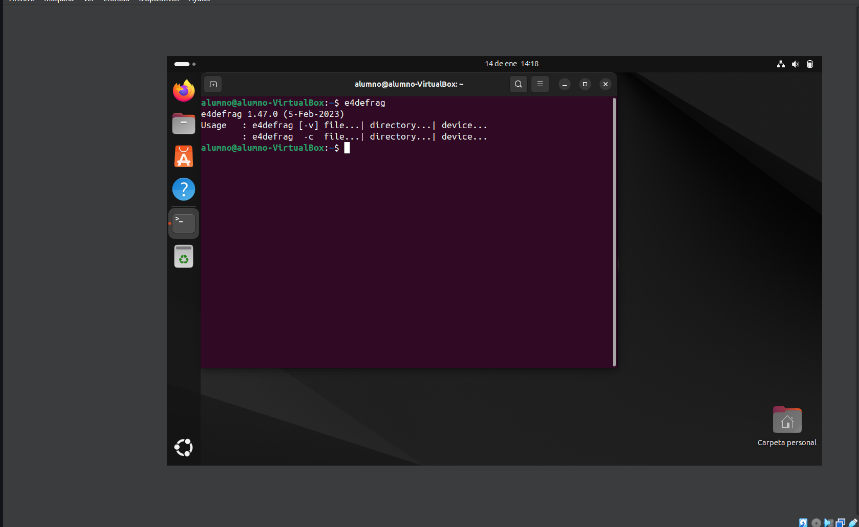 14 de ene 14:18
alumno@alumno-VirtualBox: ~
alumno@alumno-VirtualBox:~$ e4defrag
e4defrag 1.47.0 (5-Feb-2023)
Usage : e4defrag [-v] file...| directory...| device...
: e4defrag -c file...| directory...| device...
alumno@alumno-VirtualBox:~$
Carpeta personal